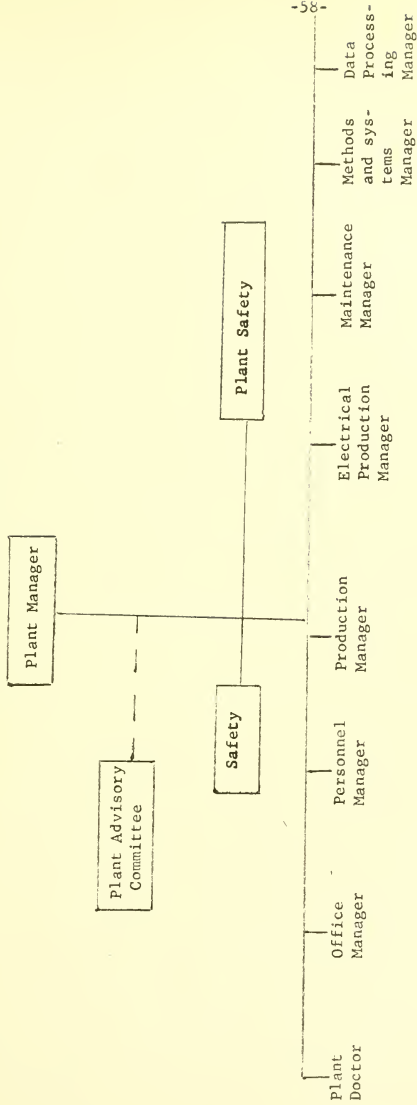 -58-
Plant Manager
Plant Advisory
Committee
Safety
Plant Safety
Plant
Doctor
Office
Manager
Personnel
Manager
Production
Manager
Electrical
Production
Manager
Maintenance
Manager
Methods
and sys-
tems
Manager
Data
Process-
ing
Manager